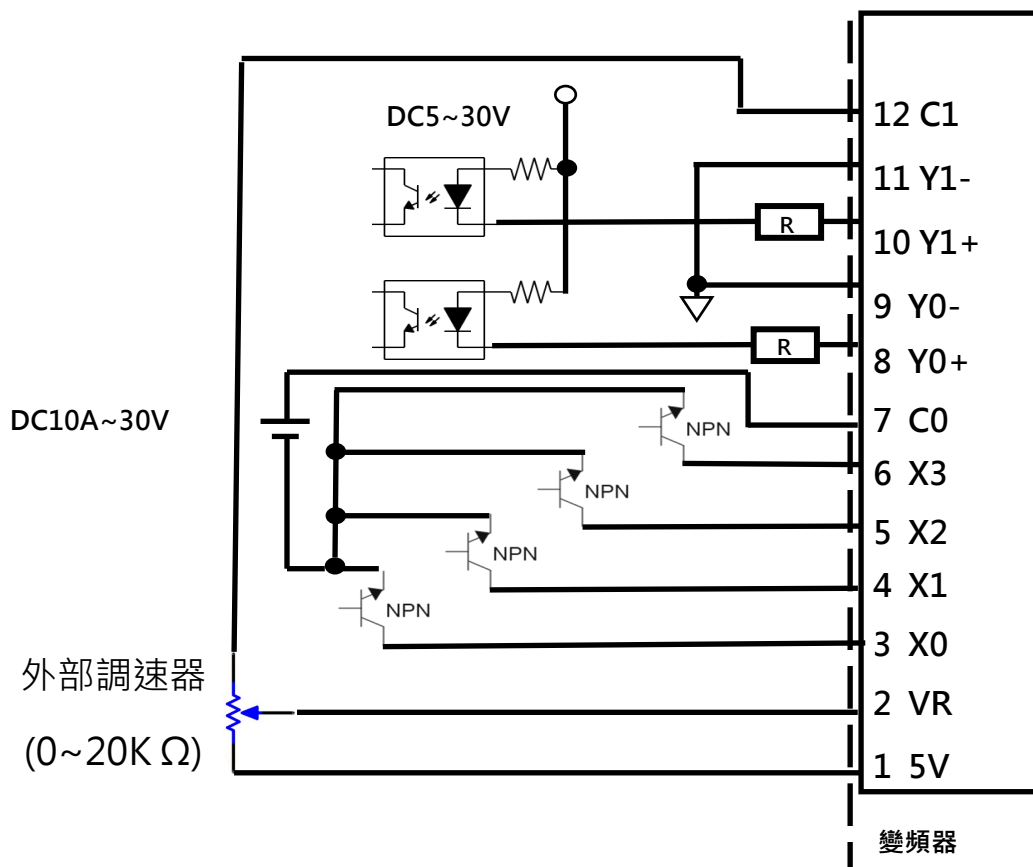 DC5~30V
12 C1
11 Y1-
R
10 Y1+
9 Y0-
R
8 Y0+
DC10A~30V
7 C0
NPN
6 X3
NPN
5 X2
NPN
4 X1
NPN
3 X0
外部調速器
2 VR
(0~20K Ω)
1 5V
變頻器